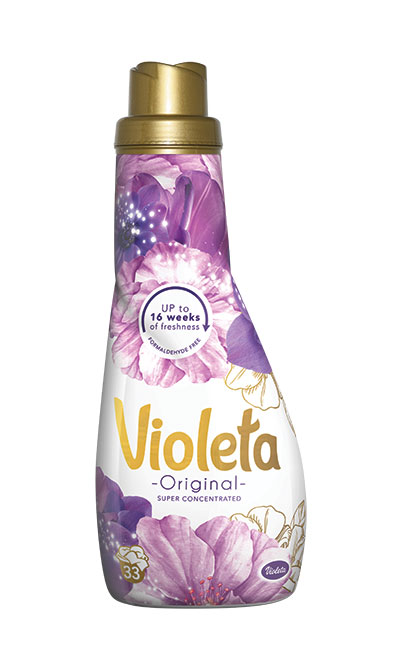 UP to
16 weeks
of freshness
FORMALDEHYDE FREE
Violeta
-Original-
SUPER CONCENTRATED
33
Violeta